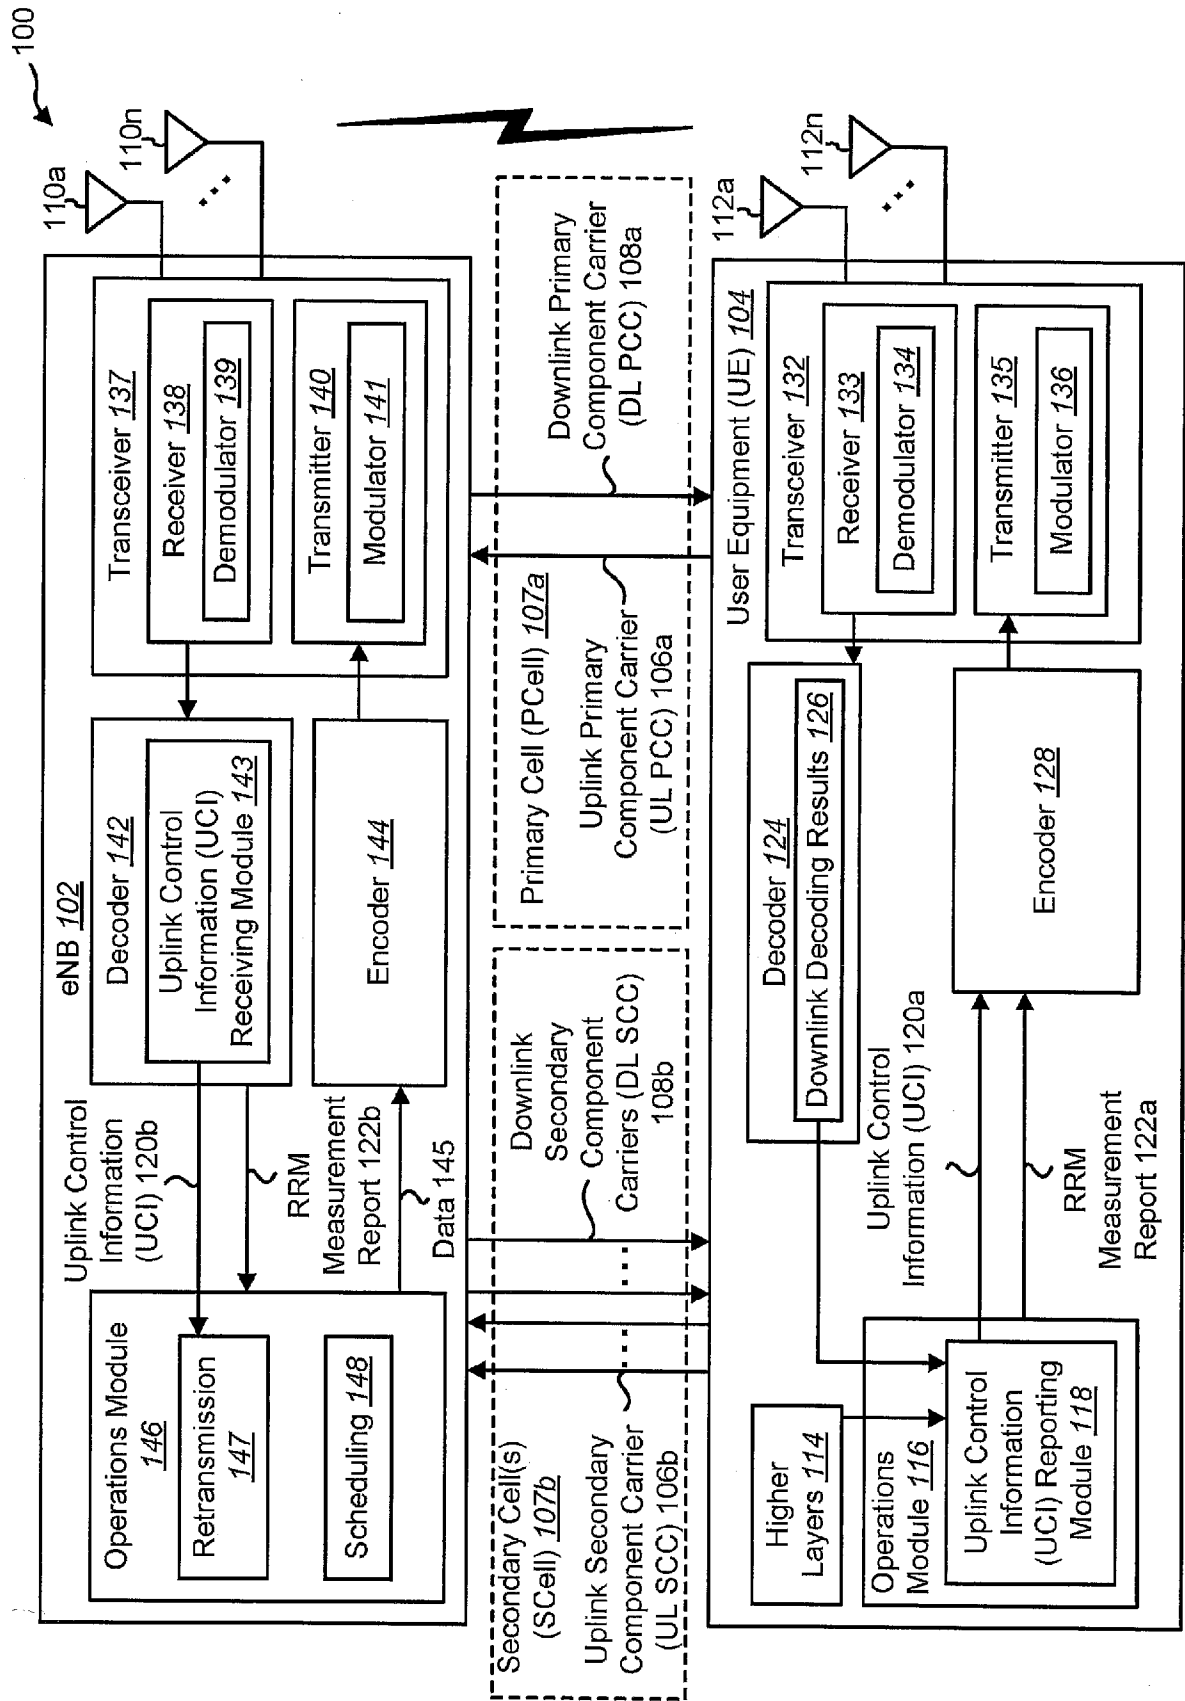 100
110a
110n
eNB 102
Operations Module
146
Retransmission
147
Scheduling 148
Uplink Control
Information
(UCI) 120b
RRM
Measurement
Report 122b
Data 145
Decoder 142
Uplink Control
Information (UCI)
Receiving Module 143
Encoder 144
Transceiver 137
Receiver 138
Demodulator 139
Transmitter 140
Modulator 141
Secondary Cell(s)
(SCell) 107b
Uplink Secondary
Component Carrier
(UL SCC) 106b
Downlink
Secondary
Component
Carriers (DL SCC)
108b
Primary Cell (PCell) 107a
Uplink Primary
Component Carrier
(UL PCC) 106a
Downlink Primary
Component Carrier
(DL PCC) 108a
112a
112n
User Equipment (UE) 104
Higher
Layers 114
Operations
Module 116
Uplink Control
Information
(UCI) Reporting
Module 118
Decoder 124
Downlink Decoding Results 126
Uplink Control
Information (UCI) 120a
RRM
Measurement
Report 122a
Encoder 128
Transceiver 132
Receiver 133
Demodulator 134
Transmitter 135
Modulator 136